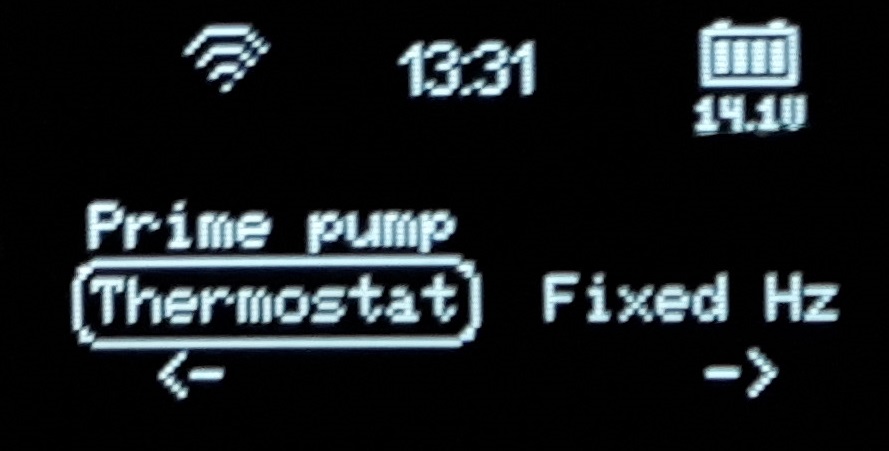 13:31
14.1V
Prime pump
Thermostat Fixed Hz
<- ->